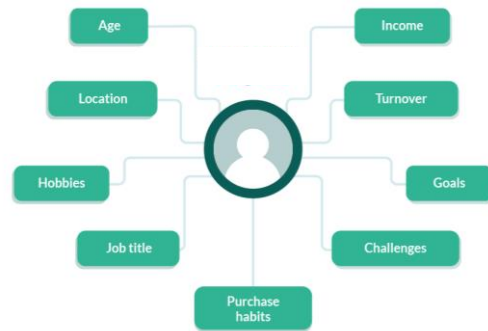 Age
Income
Location
Turnover
Hobbies
Goals
Job title
Challenges
Purchase
habits